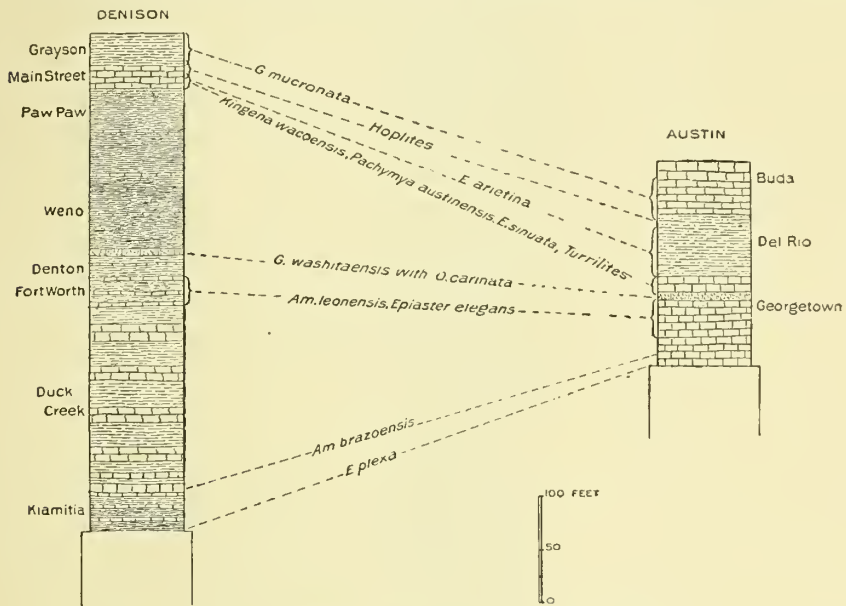 DENISON
Grayson
Main Street
Paw Paw
Weno
Denton
Fort Worth
Duck
Creek
Kiamitia
G mucronata
Hoplites
E arietina
Kingena wacoensis, Pachymya austinensis, E. sinuata, Turrilites
G. washitaensis with O. carinata
Am. leonensis, Epiaster elegans
Am brazoensis
E plexa
AUSTIN
Buda
Del Rio
Georgetown
100 FEET
50
0